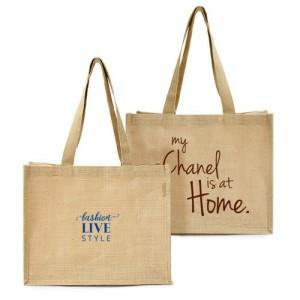 fashion
LIVE
STYLE
my
Chanel
is at
Home.